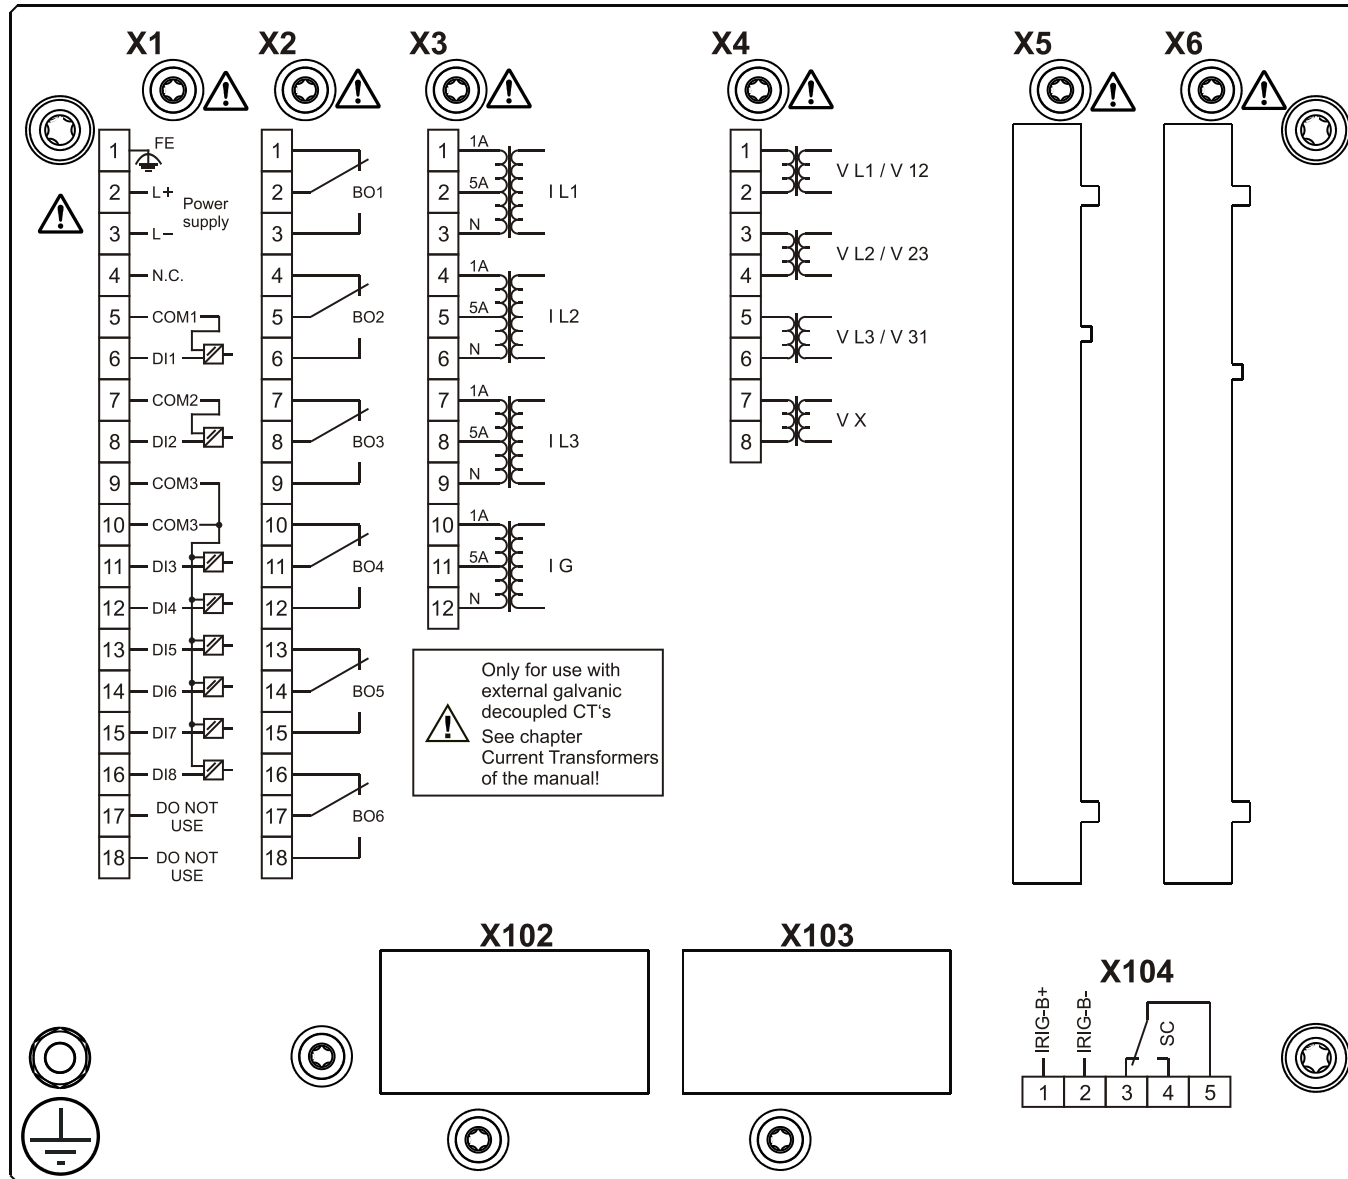 X1
X2
X3
X4
X5
X6
1 FE
2 L+
Power
supply
3 L-
4 N.C.
5 COM1
6 DI1
7 COM2
8 DI2
9 COM3
10 COM3
11 DI3
12 DI4
13 DI5
14 DI6
15 DI7
16 DI8
17 DO NOT
USE
18 DO NOT
USE
1
2 BO1
3
4
5 BO2
6
7
8 BO3
9
10
11 BO4
12
13
14 BO5
15
16
17 BO6
18
1 1A
2 5A I L1
3 N
4 1A
5 5A I L2
6 N
7 1A
8 5A I L3
9 N
10 1A
11 5A I G
12 N
Only for use with
external galvanic
decoupled CT‘s
See chapter
Current Transformers
of the manual!
1
V L1 / V 12
2
3
V L2 / V 23
4
5
V L3 / V 31
6
7
V X
8
X102
X103
X104
IRIG-B+
IRIG-B-
SC
1 2 3 4 5